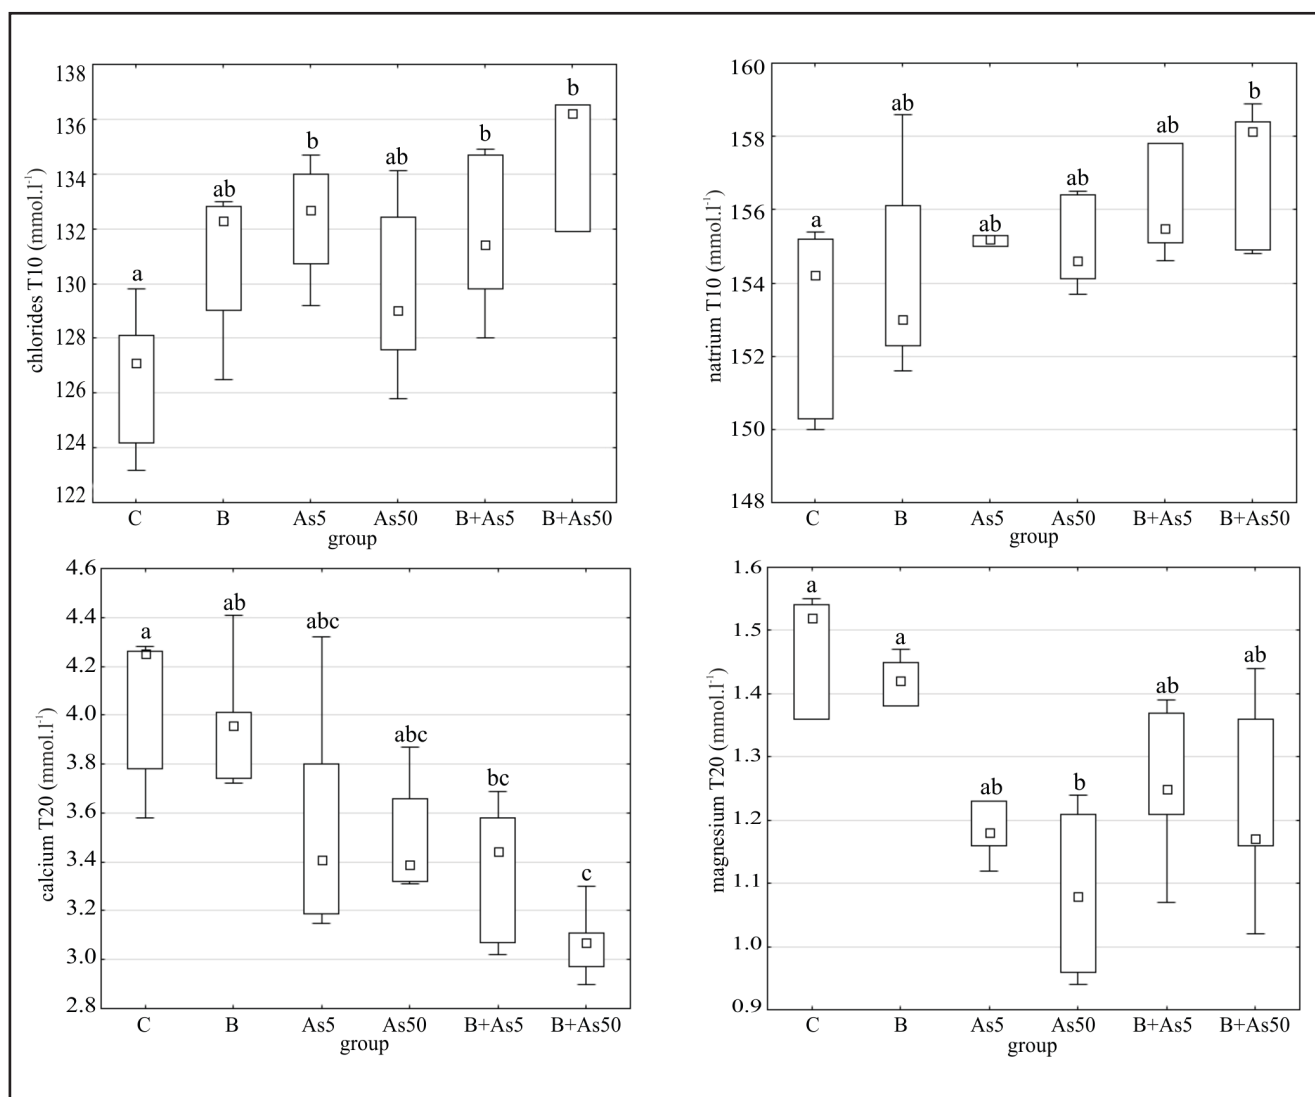 138
136
134
132
130
128
126
124
122
chlorides T10 (mmol.l⁻¹)
a
ab
b
ab
b
b
C B As5 As50 B+As5 B+As50
group
160
158
156
154
152
150
148
natrium T10 (mmol.l⁻¹)
a
ab
ab
ab
ab
b
C B As5 As50 B+As5 B+As50
group
4.6
4.4
4.2
4.0
3.8
3.6
3.4
3.2
3.0
2.8
calcium T20 (mmol.l⁻¹)
a
ab
abc
abc
bc
c
C B As5 As50 B+As5 B+As50
group
1.6
1.5
1.4
1.3
1.2
1.1
1.0
0.9
magnesium T20 (mmol.l⁻¹)
a
a
ab
b
ab
ab
C B As5 As50 B+As5 B+As50
group